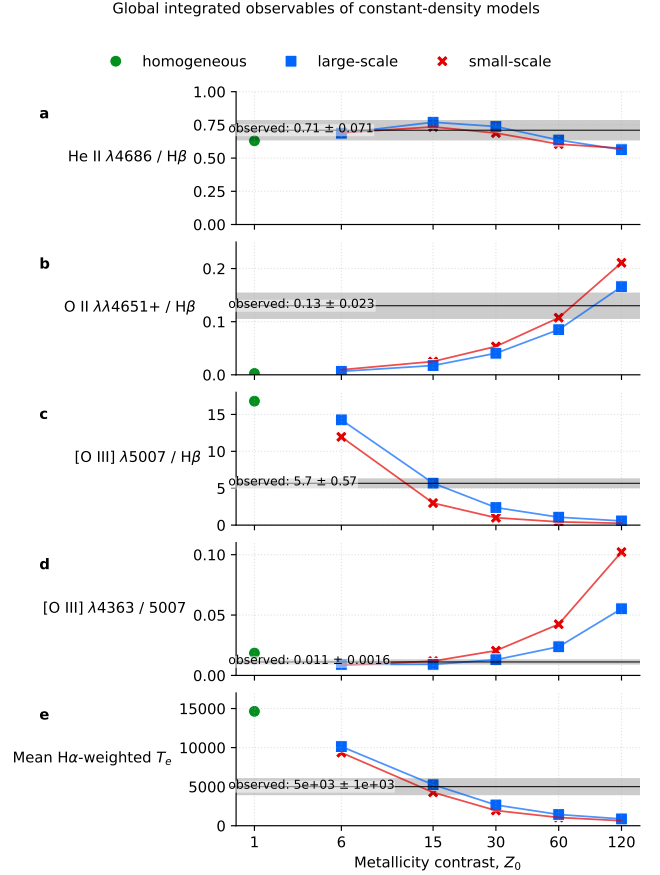 Global integrated observables of constant-density models
homogeneous large-scale small-scale
a
He II λ4686 / Hβ
1.00
0.75
0.50
0.25
0.00
observed: 0.71 ± 0.071
b
O II λλ4651+ / Hβ
0.2
0.1
0.0
observed: 0.13 ± 0.023
c
[O III] λ5007 / Hβ
15
10
5
0
observed: 5.7 ± 0.57
d
[O III] λ4363 / 5007
0.10
0.05
0.00
observed: 0.011 ± 0.0016
e
Mean Hα-weighted Te
15000
10000
5000
0
observed: 5e+03 ± 1e+03
1 6 15 30 60 120
Metallicity contrast, Z0